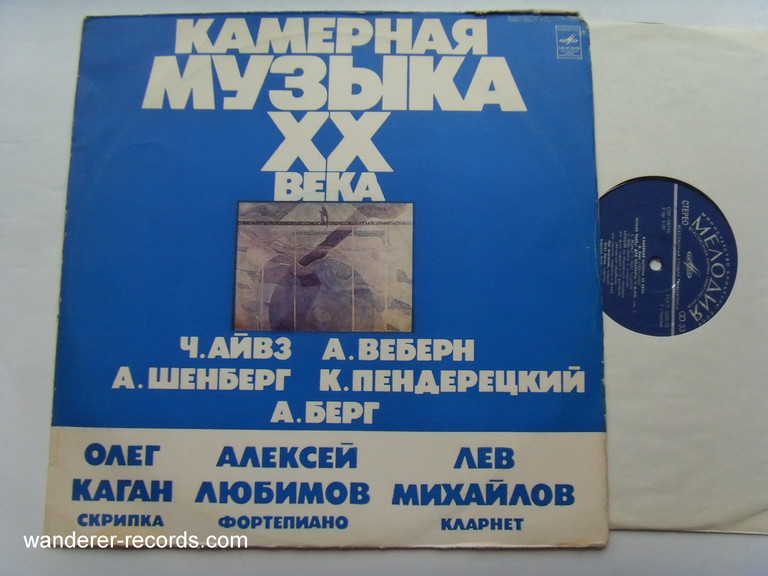 КАМЕРНАЯ
МУЗЫКА
XX
ВЕКА
Ч.АЙВЗ А.ВЕБЕРН
А.ШЕНБЕРГ К.ПЕНДЕРЕЦКИЙ
А.БЕРГ
ОЛЕГ АЛЕКСЕЙ ЛЕВ
КАГАН ЛЮБИМОВ МИХАЙЛОВ
СКРИПКА ФОРТЕПИАНО КЛАРНЕТ
МЕЛОДИЯ
СТЕРЕО
33
wanderer-records.com